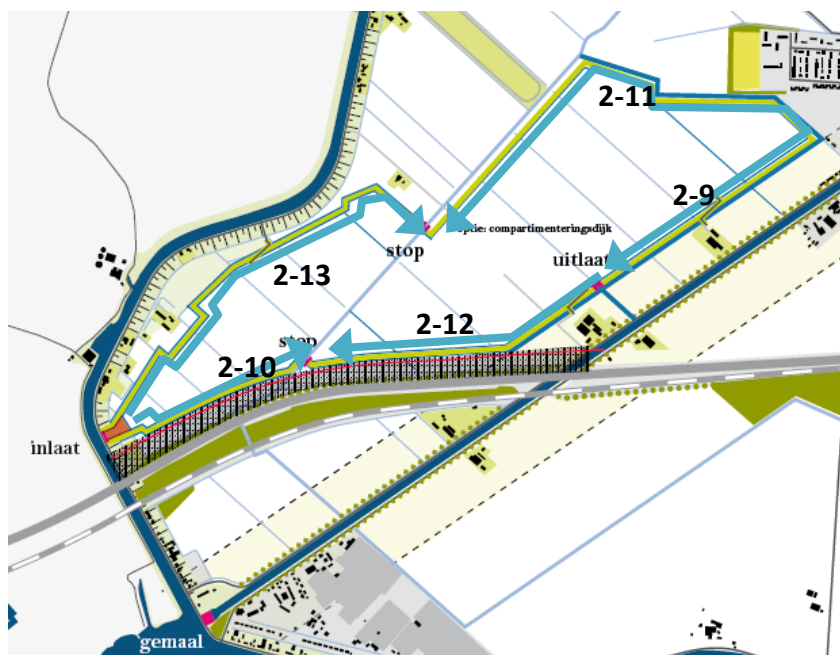 2-11
2-9
optie: compartimenteringsdijk
stop
uitlaat
2-13
2-12
stop
2-10
inlaat
gemaal